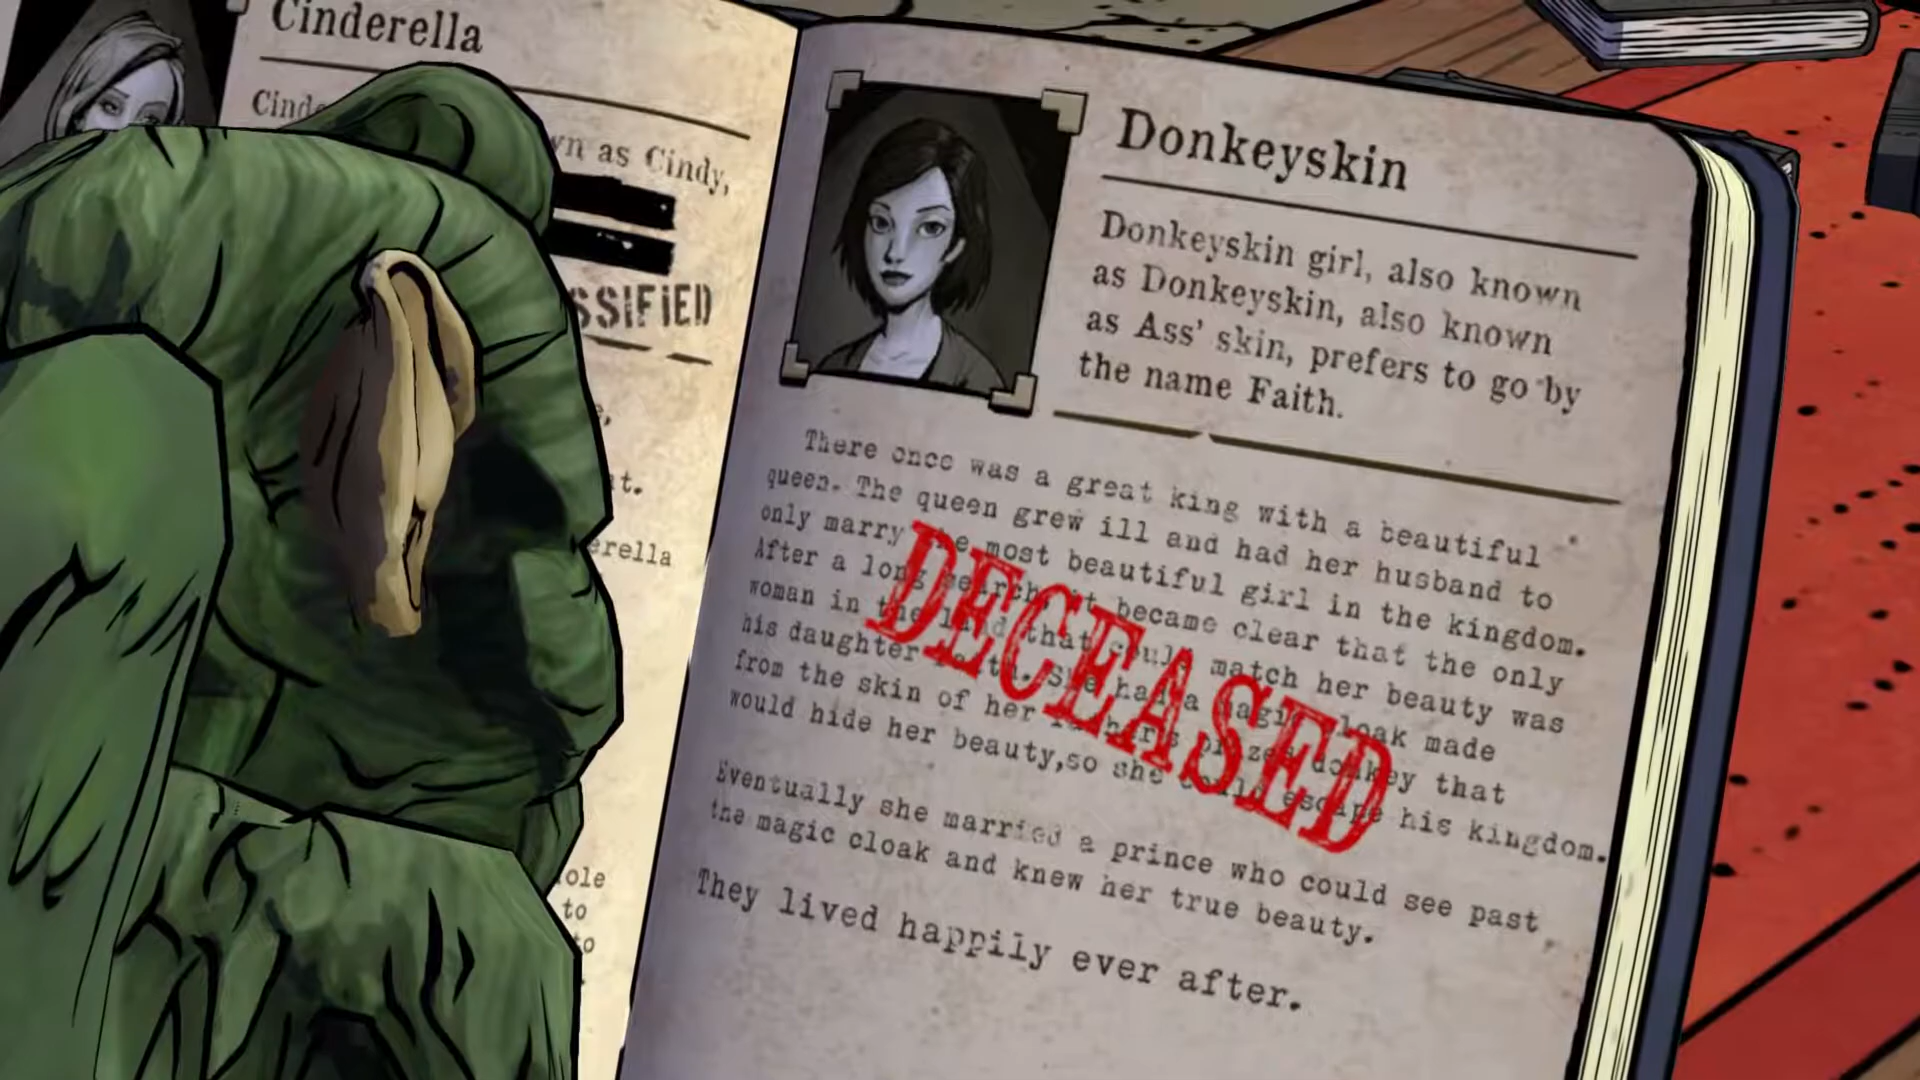 Cinderella
as Cindy,
Donkeyskin
Donkeyskin girl, also known
as Donkeyskin, also known
as Ass' skin, prefers to go by
the name Faith.
There once was a great king with a beautiful
queen. The queen grew ill and had her husband to
only marry the most beautiful girl in the kingdom.
After a long search, it became clear that the only
woman in the land that could match her beauty was
his daughter Faith. She had a magic cloak made
from the skin of her father's prized donkey that
would hide her beauty,so she could escape his kingdom.
DECEASED
Eventually she married a prince who could see past
the magic cloak and knew her true beauty.
They lived happily ever after.